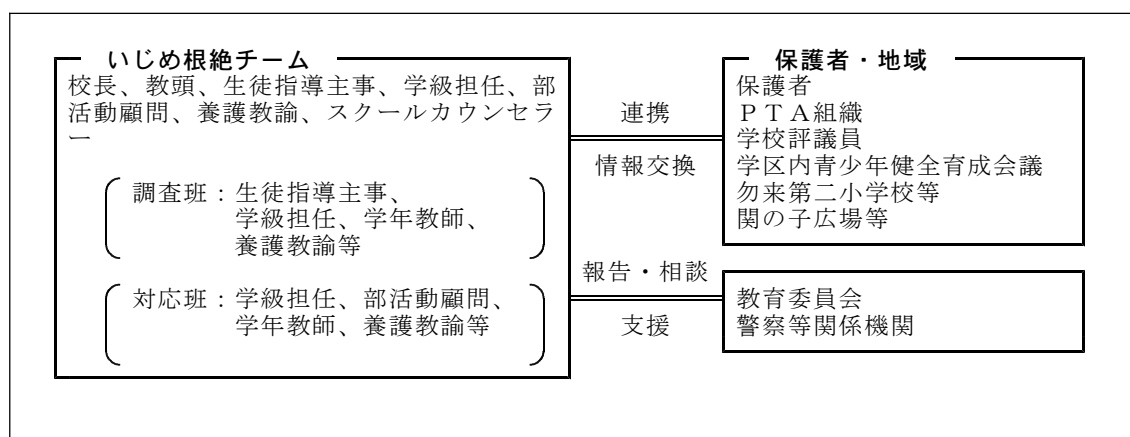 いじめ根絶チーム
校長、教頭、生徒指導主事、学級担任、部
活動顧問、養護教諭、スクールカウンセラ
ー
調査班：生徒指導主事、
学級担任、学年教師、
養護教諭等
対応班：学級担任、部活動顧問、
学年教師、養護教諭等
連携
情報交換
報告・相談
支援
保護者・地域
保護者
ＰＴＡ組織
学校評議員
学区内青少年健全育成会議
勿来第二小学校等
関の子広場等
教育委員会
警察等関係機関